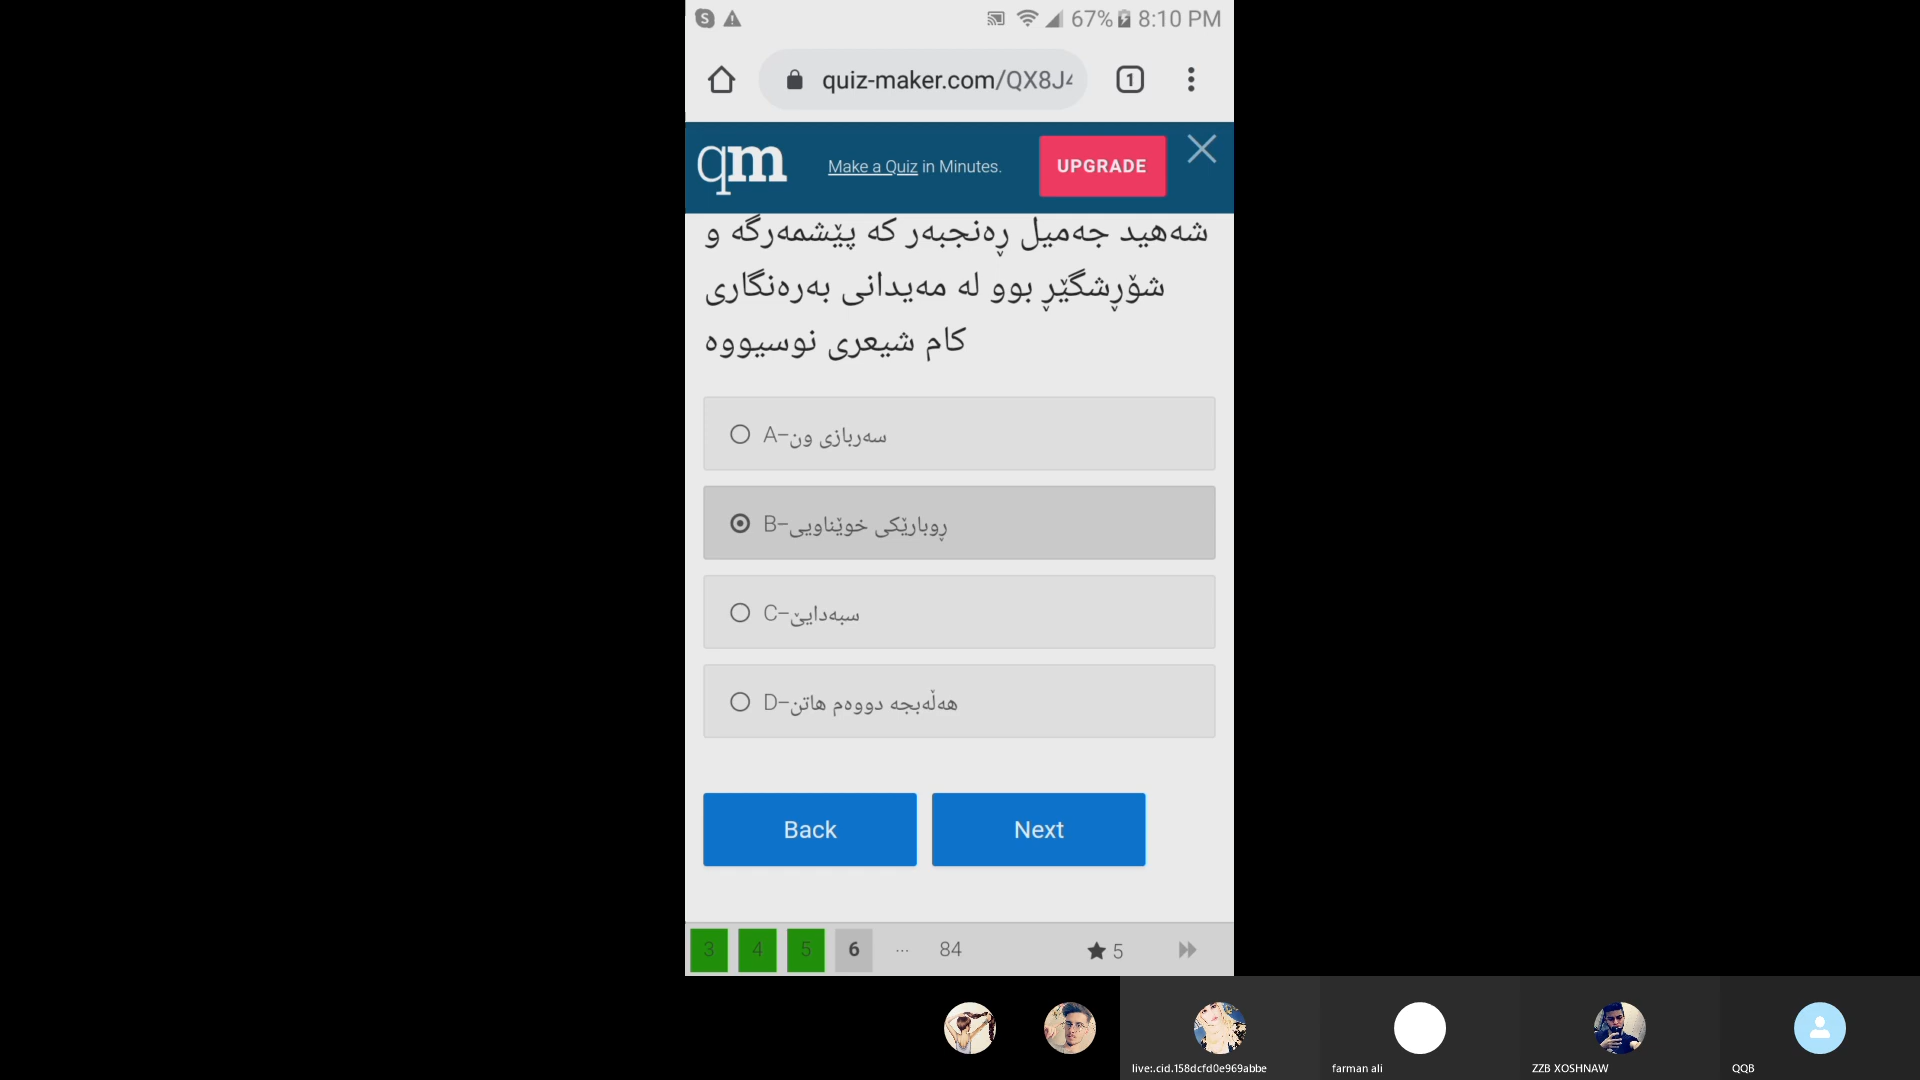 67% 8:10 PM
quiz-maker.com/QX8J
1
qm
Make a Quiz in Minutes.
UPGRADE
شەهید جەمیل ڕەنجبەر کە پێشمەرگە و
شۆڕشگێڕ بوو لە مەیدانی بەرەنگاری
کام شیعری نوسیووە
A-سەربازی ون
B-ڕوبارێکی خوێناویی
C-سبەدایێ
D-هەڵەبجە دووەم هاتن
Back
Next
3 4 5 6 ... 84 5
live:.cid.158dcfd0e969abbe
farman ali
ZZB XOSHNAW
QQB